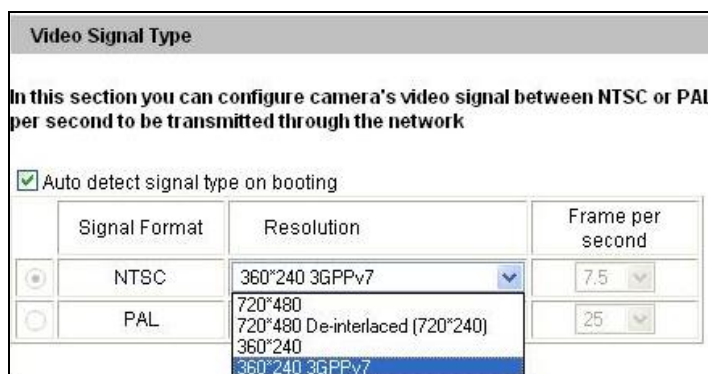 Video Signal Type
In this section you can configure camera's video signal between NTSC or PAL
per second to be transmitted through the network
Auto detect signal type on booting
Signal Format Resolution Frame per second
NTSC 360*240 3GPPv7 7.5
PAL 25
720*480
720*480 De-interlaced (720*240)
360*240
360*240 3GPPv7